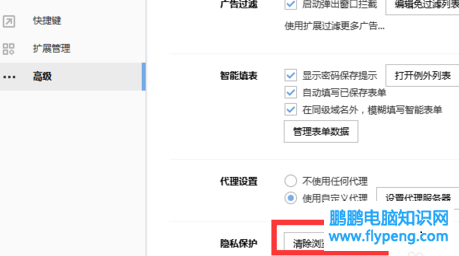 广告过滤
启动弹出窗口拦截
编辑免过滤列表
快捷键
使用扩展过滤更多广告...
扩展管理
高级
智能填表
显示密码保存提示
打开例外列表
自动填写已保存表单
在同级域名外，模糊填写智能表单
管理表单数据
代理设置
不使用任何代理
使用自定义代理
设置代理服务器
隐私保护
清除浏
鹏鹏电脑知识网
www.flypeng.com